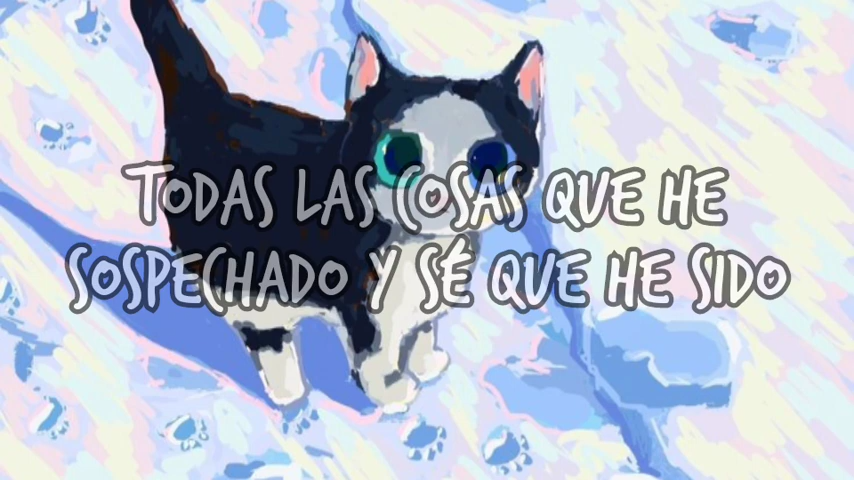 TODAS LAS COSAS QUE HE
SOSPECHADO Y SÉ QUE HE SIDO